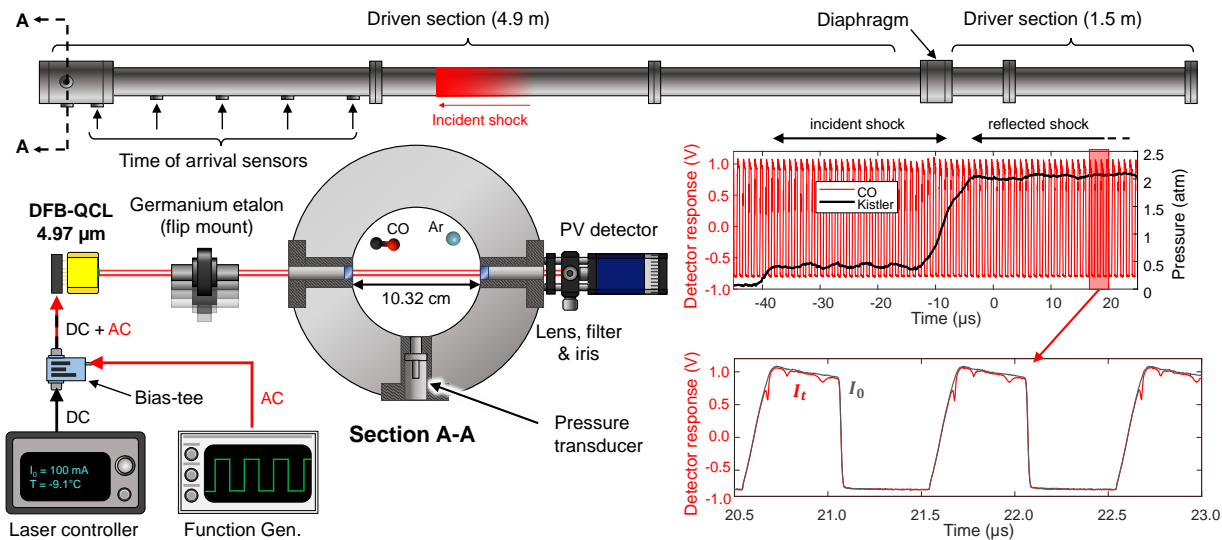 A
Driven section (4.9 m)
Diaphragm
Driver section (1.5 m)
Incident shock
A
Time of arrival sensors
DFB-QCL
4.97 µm
Germanium etalon
(flip mount)
CO
Ar
PV detector
10.32 cm
Lens, filter
& iris
DC + AC
Bias-tee
AC
DC
Section A-A
Pressure
transducer
I0 = 100 mA
T = -9.1°C
Laser controller
Function Gen.
incident shock
reflected shock
Detector response (V)
1.0
0.5
0.0
-0.5
-1.0
CO
Kistler
2.5
2
1.5
1
0.5
0
Pressure (atm)
-40
-30
-20
-10
0
10
20
Time (µs)
Detector response (V)
1.0
0.5
0.0
-0.5
-1.0
It
I0
20.5
21.0
21.5
22.0
22.5
23.0
Time (µs)